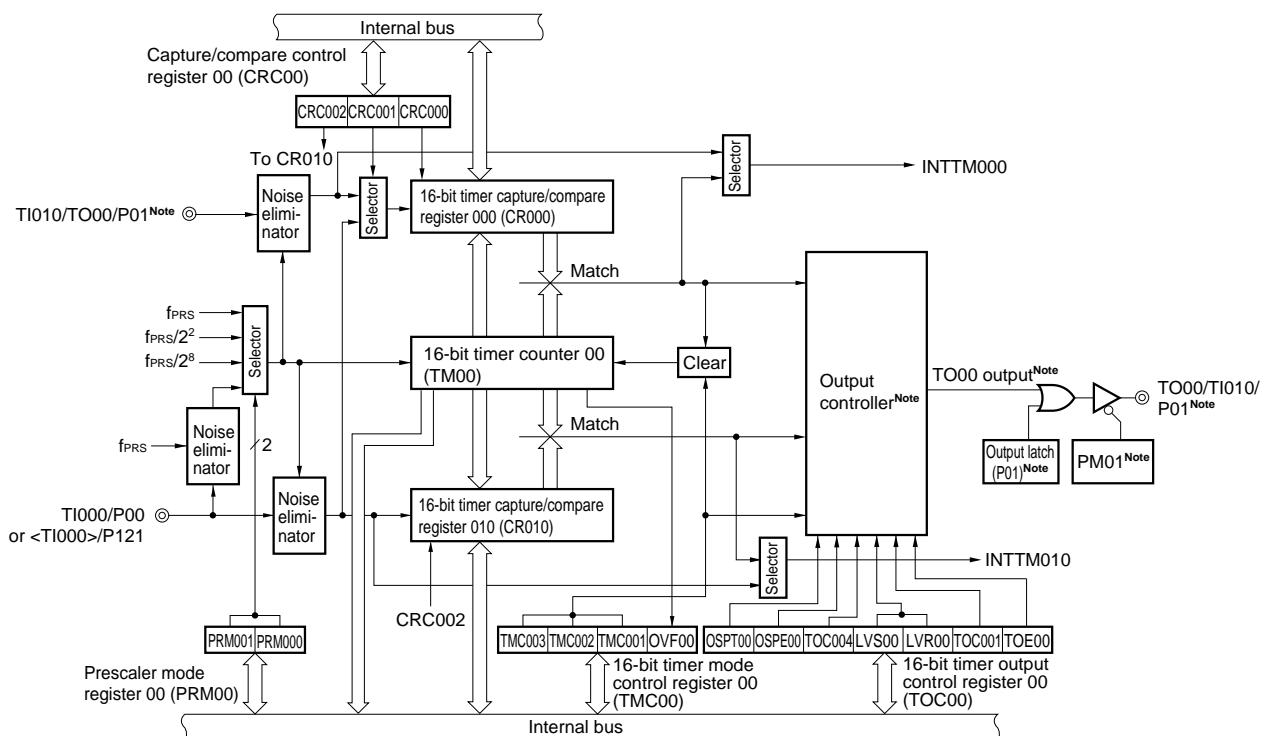 Internal bus
Capture/compare control
register 00 (CRC00)
CRC002 CRC001 CRC000
To CR010
Selector
INTTM000
TI010/TO00/P01Note
Noise
elimi-
nator
Selector
16-bit timer capture/compare
register 000 (CR000)
Match
fPRS
fPRS/2²
fPRS/2⁸
Selector
16-bit timer counter 00
(TM00)
Clear
Output
controllerNote
TO00 outputNote
TO00/TI010/
P01Note
fPRS
Noise
elimi-
nator
2
Match
Output latch
(P01)Note
PM01Note
TI000/P00
or <TI000>/P121
Noise
elimi-
nator
16-bit timer capture/compare
register 010 (CR010)
Selector
INTTM010
CRC002
PRM001 PRM000
TMC003 TMC002 TMC001 OVF00
OSPT00 OSPE00 TOC004 LVS00 LVR00 TOC001 TOE00
Prescaler mode
register 00 (PRM00)
16-bit timer mode
control register 00
(TMC00)
16-bit timer output
control register 00
(TOC00)
Internal bus